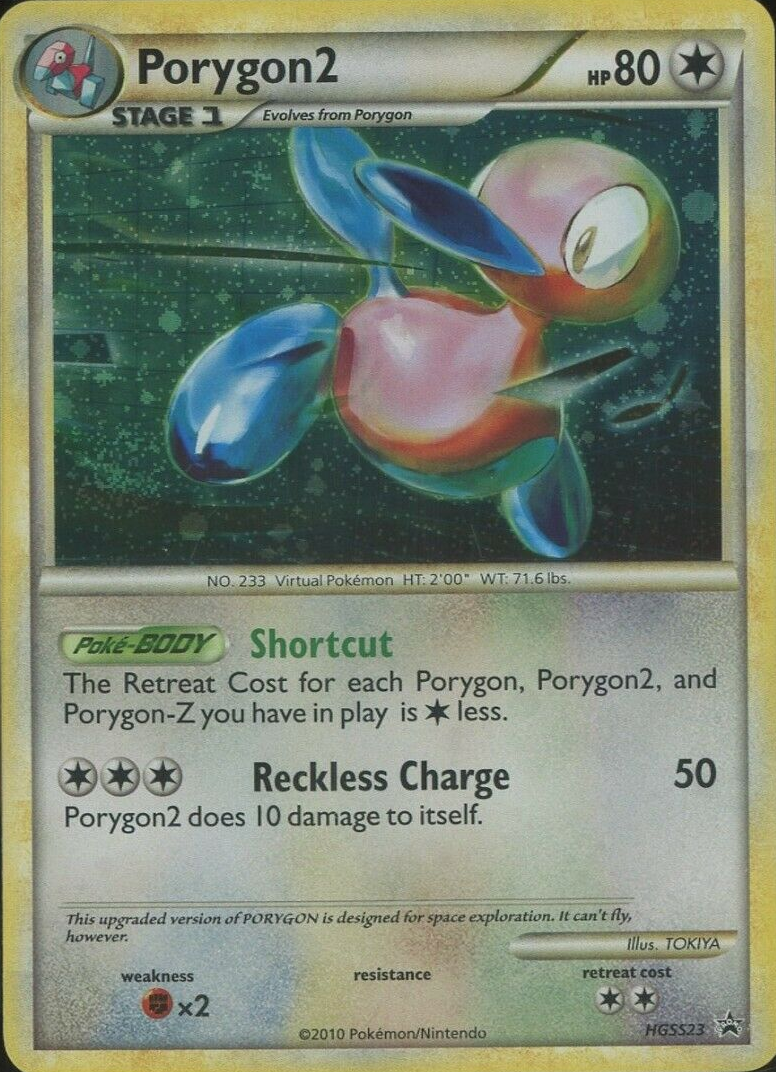 Porygon2
HP 80
STAGE 1
Evolves from Porygon
NO. 233 Virtual Pokémon HT: 2'00" WT: 71.6 lbs.
Poké-BODY Shortcut
The Retreat Cost for each Porygon, Porygon2, and
Porygon-Z you have in play is less.
Reckless Charge 50
Porygon2 does 10 damage to itself.
This upgraded version of PORYGON is designed for space exploration. It can't fly,
however.
Illus. TOKIYA
weakness resistance retreat cost
x2
©2010 Pokémon/Nintendo
HGSS23